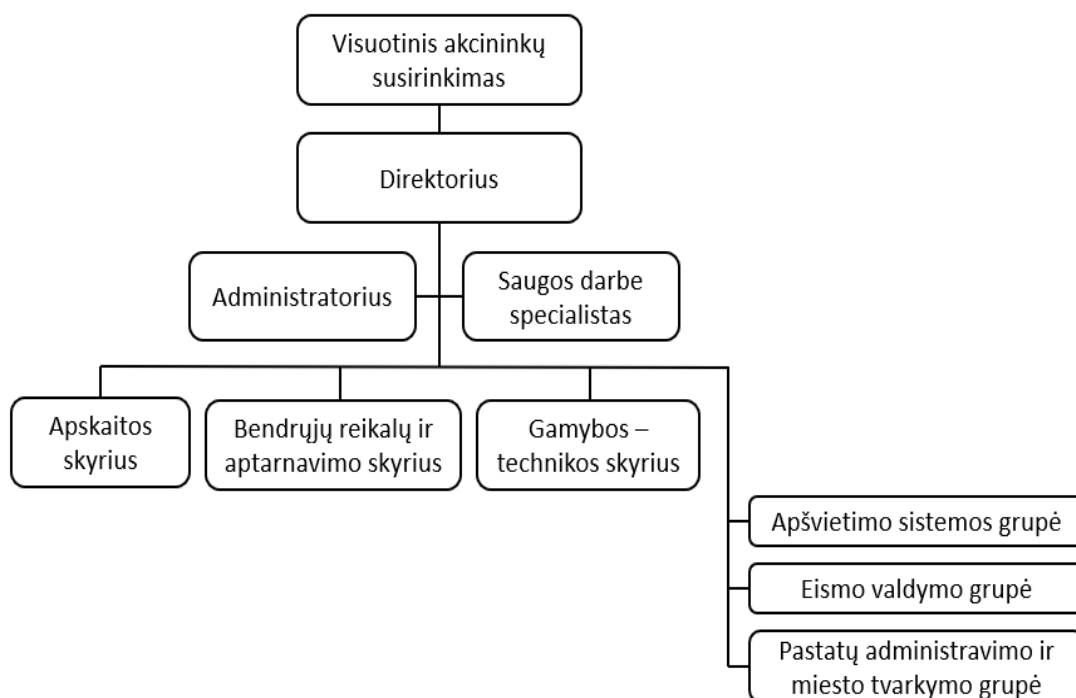 Visuotinis akcininkų
susirinkimas
Direktorius
Administratorius
Saugos darbe
specialistas
Apskaitos
skyrius
Bendrųjų reikalų ir
aptarnavimo skyrius
Gamybos –
technikos skyrius
Apšvietimo sistemos grupė
Eismo valdymo grupė
Pastatų administravimo ir
miesto tvarkymo grupė